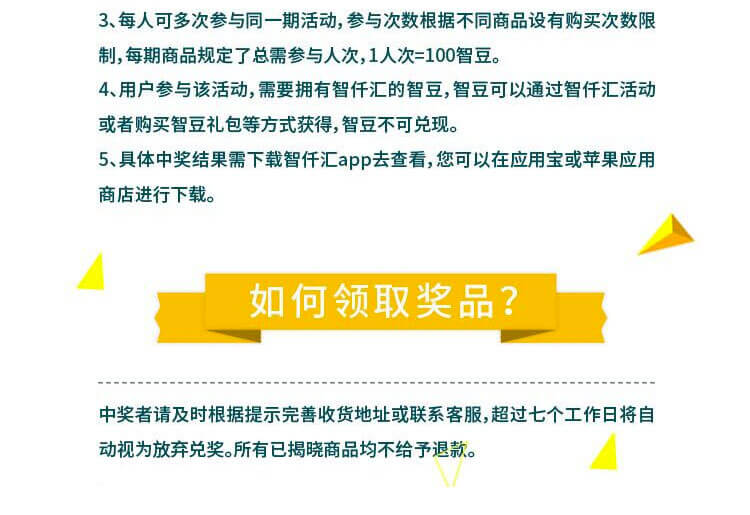 3、每人可多次参与同一期活动，参与次数根据不同商品设有购买次数限
制，每期商品规定了总需参与人次，1人次=100智豆。
4、用户参与该活动，需要拥有智仟汇的智豆，智豆可以通过智仟汇活动
或者购买智豆礼包等方式获得，智豆不可兑现。
5、具体中奖结果需下载智仟汇app去查看，您可以在应用宝或苹果应用
商店进行下载。
如何领取奖品？
中奖者请及时根据提示完善收货地址或联系客服，超过七个工作日将自
动视为放弃兑奖。所有已揭晓商品均不给予退款。